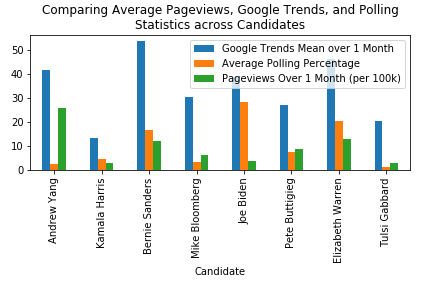 Comparing Average Pageviews, Google Trends, and Polling
Statistics across Candidates
Google Trends Mean over 1 Month
Average Polling Percentage
Pageviews Over 1 Month (per 100k)
50
40
30
20
10
0
Andrew Yang
Kamala Harris
Bernie Sanders
Mike Bloomberg
Joe Biden
Pete Buttigieg
Elizabeth Warren
Tulsi Gabbard
Candidate